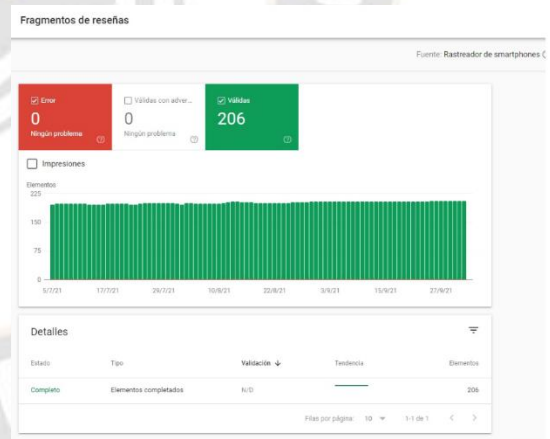 Fragmentos de reseñas
Fuente: Rastreador de smartphones
Error
0
Ningún problema
Válidas con adver...
0
Ningún problema
Válidas
206
Impresiones
Elementos
225
150
75
0
5/7/21 17/7/21 29/7/21 10/8/21 22/8/21 3/9/21 15/9/21 27/9/21
Detalles
Estado Tipo Validación ↓ Tendencia Elementos
Completo Elementos completados N/D 206
Filas por página: 10 1-1 de 1 < >